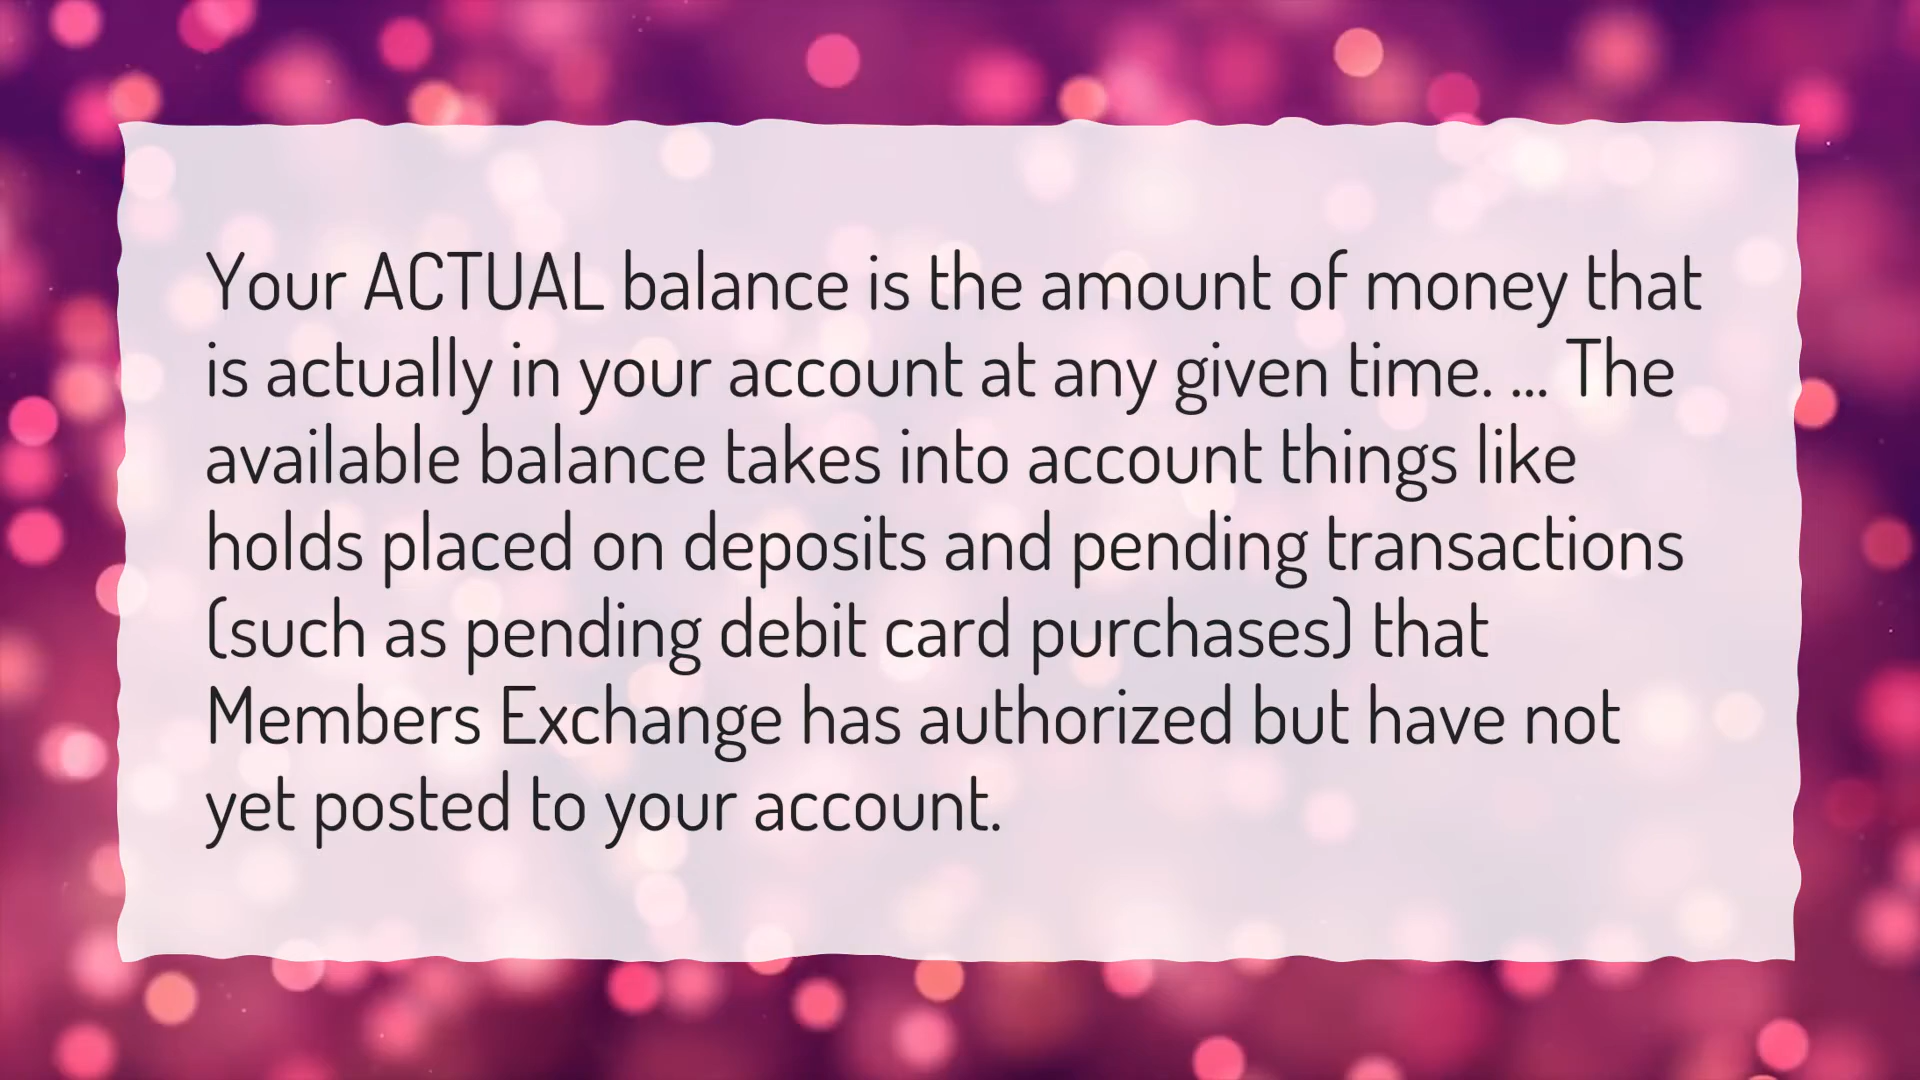 Your ACTUAL balance is the amount of money that
is actually in your account at any given time. ... The
available balance takes into account things like
holds placed on deposits and pending transactions
(such as pending debit card purchases) that
Members Exchange has authorized but have not
yet posted to your account.